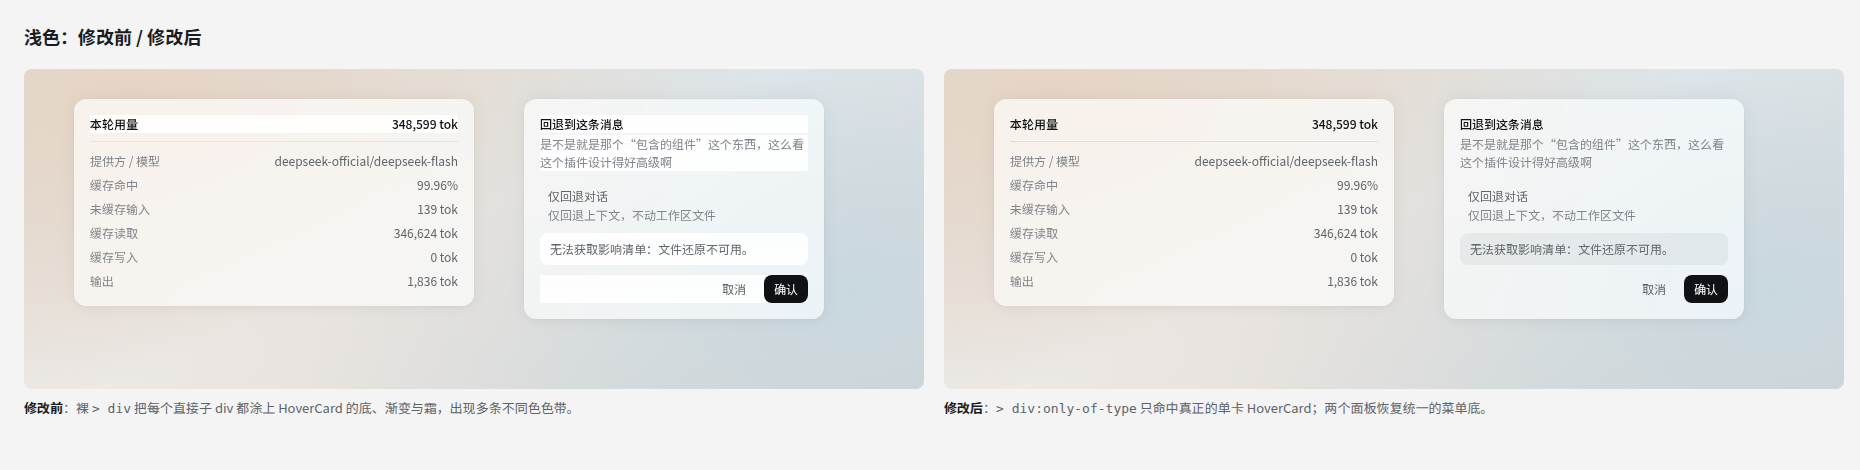 浅色：修改前 / 修改后
本轮用量 348,599 tok
提供方 / 模型 deepseek-official/deepseek-flash
缓存命中 99.96%
未缓存输入 139 tok
缓存读取 346,624 tok
缓存写入 0 tok
输出 1,836 tok
回退到这条消息
是不是就是那个“包含的组件”这个东西，这么看
这个插件设计得好高级啊
仅回退对话
仅回退上下文，不动工作区文件
无法获取影响清单：文件还原不可用。
取消 确认
修改前：裸 > div 把每个直接子 div 都涂上 HoverCard 的底、渐变与霜，出现多条不同色色带。
本轮用量 348,599 tok
提供方 / 模型 deepseek-official/deepseek-flash
缓存命中 99.96%
未缓存输入 139 tok
缓存读取 346,624 tok
缓存写入 0 tok
输出 1,836 tok
回退到这条消息
是不是就是那个“包含的组件”这个东西，这么看
这个插件设计得好高级啊
仅回退对话
仅回退上下文，不动工作区文件
无法获取影响清单：文件还原不可用。
取消 确认
修改后：> div:only-of-type 只命中真正的单卡 HoverCard；两个面板恢复统一的菜单底。